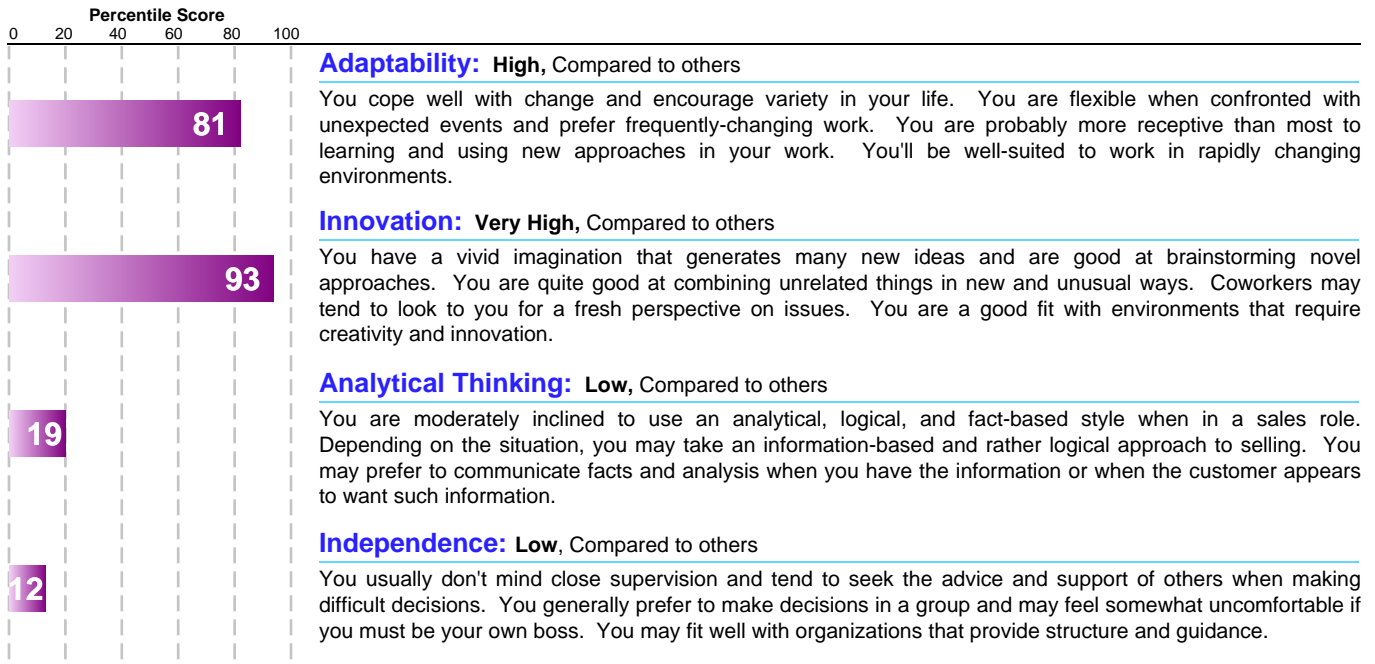 Percentile Score
0 20 40 60 80 100
Adaptability: High, Compared to others
You cope well with change and encourage variety in your life. You are flexible when confronted with
unexpected events and prefer frequently-changing work. You are probably more receptive than most to
learning and using new approaches in your work. You'll be well-suited to work in rapidly changing
environments.
81
Innovation: Very High, Compared to others
You have a vivid imagination that generates many new ideas and are good at brainstorming novel
approaches. You are quite good at combining unrelated things in new and unusual ways. Coworkers may
tend to look to you for a fresh perspective on issues. You are a good fit with environments that require
creativity and innovation.
93
Analytical Thinking: Low, Compared to others
You are moderately inclined to use an analytical, logical, and fact-based style when in a sales role.
Depending on the situation, you may take an information-based and rather logical approach to selling. You
may prefer to communicate facts and analysis when you have the information or when the customer appears
to want such information.
19
Independence: Low, Compared to others
You usually don't mind close supervision and tend to seek the advice and support of others when making
difficult decisions. You generally prefer to make decisions in a group and may feel somewhat uncomfortable if
you must be your own boss. You may fit well with organizations that provide structure and guidance.
12